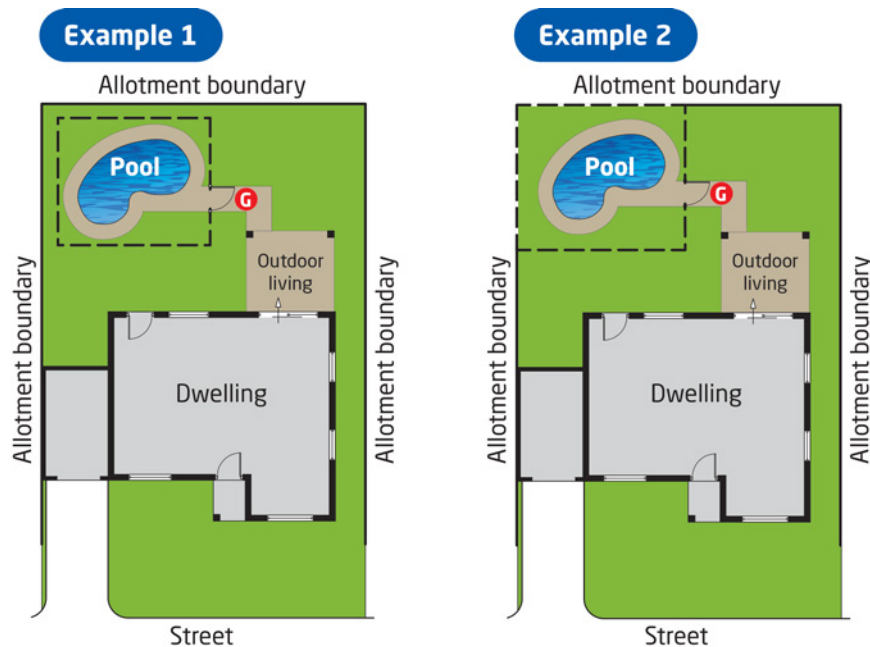 Example 1
Allotment boundary
Pool
G
Outdoor
living
Allotment boundary
Dwelling
Allotment boundary
Street
Example 2
Allotment boundary
Pool
G
Outdoor
living
Allotment boundary
Dwelling
Allotment boundary
Street